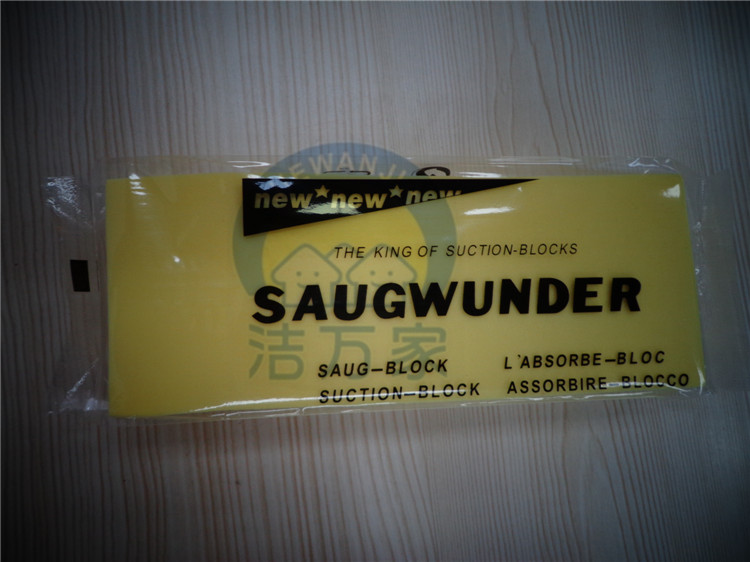 new★new★new
THE KING OF SUCTION-BLOCKS
SAUGWUNDER
洁万家
SAUG-BLOCK
L'ABSORBE-BLOC
SUCTION-BLOCK
ASSORBIRE-BLOCCO